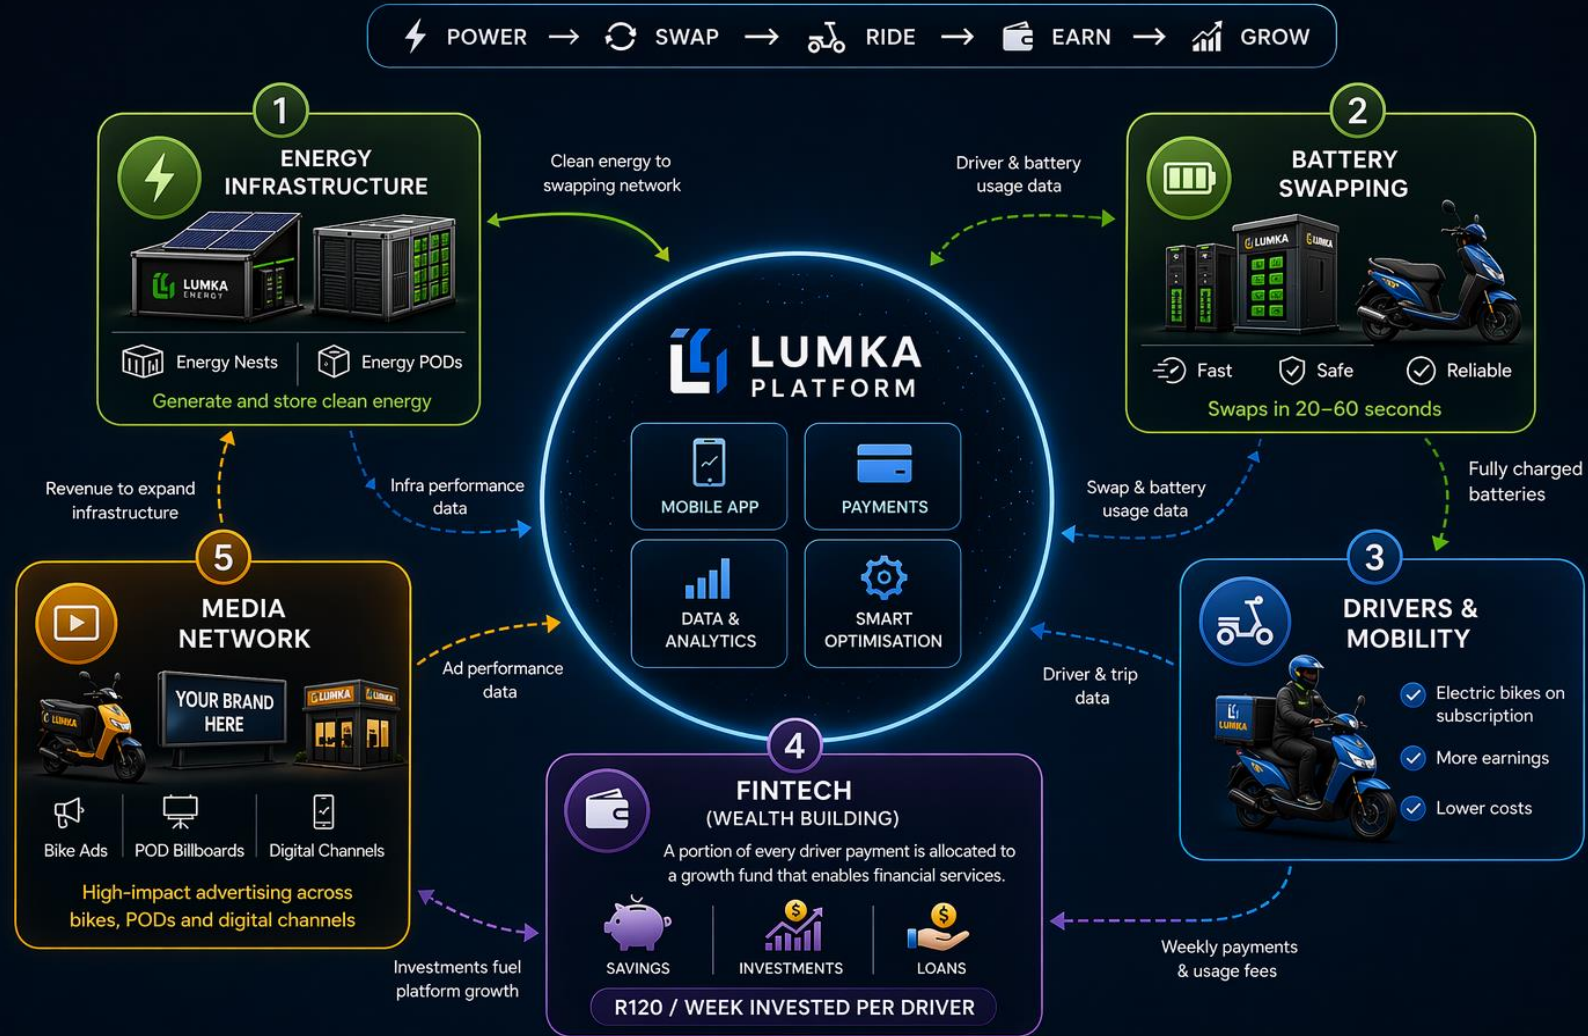 POWER → SWAP → RIDE → EARN → GROW
1
ENERGY
INFRASTRUCTURE
LUMKA
ENERGY
Energy Nests
Energy PODs
Generate and store clean energy
Clean energy to
swapping network
Driver & battery
usage data
2
BATTERY
SWAPPING
LUMKA
LUMKA
Fast
Safe
Reliable
Swaps in 20–60 seconds
LUMKA
PLATFORM
MOBILE APP
PAYMENTS
DATA &
ANALYTICS
SMART
OPTIMISATION
Revenue to expand
infrastructure
Infra performance
data
Swap & battery
usage data
Fully charged
batteries
5
MEDIA
NETWORK
LUMKA
YOUR BRAND
HERE
LUMKA
LUMKA
Bike Ads
POD Billboards
Digital Channels
High-impact advertising across
bikes, PODs and digital channels
Ad performance
data
Driver & trip
data
3
DRIVERS &
MOBILITY
LUMKA
Electric bikes on
subscription
More earnings
Lower costs
4
FINTECH
(WEALTH BUILDING)
A portion of every driver payment is allocated to
a growth fund that enables financial services.
SAVINGS
INVESTMENTS
LOANS
R120 / WEEK INVESTED PER DRIVER
Investments fuel
platform growth
Weekly payments
& usage fees